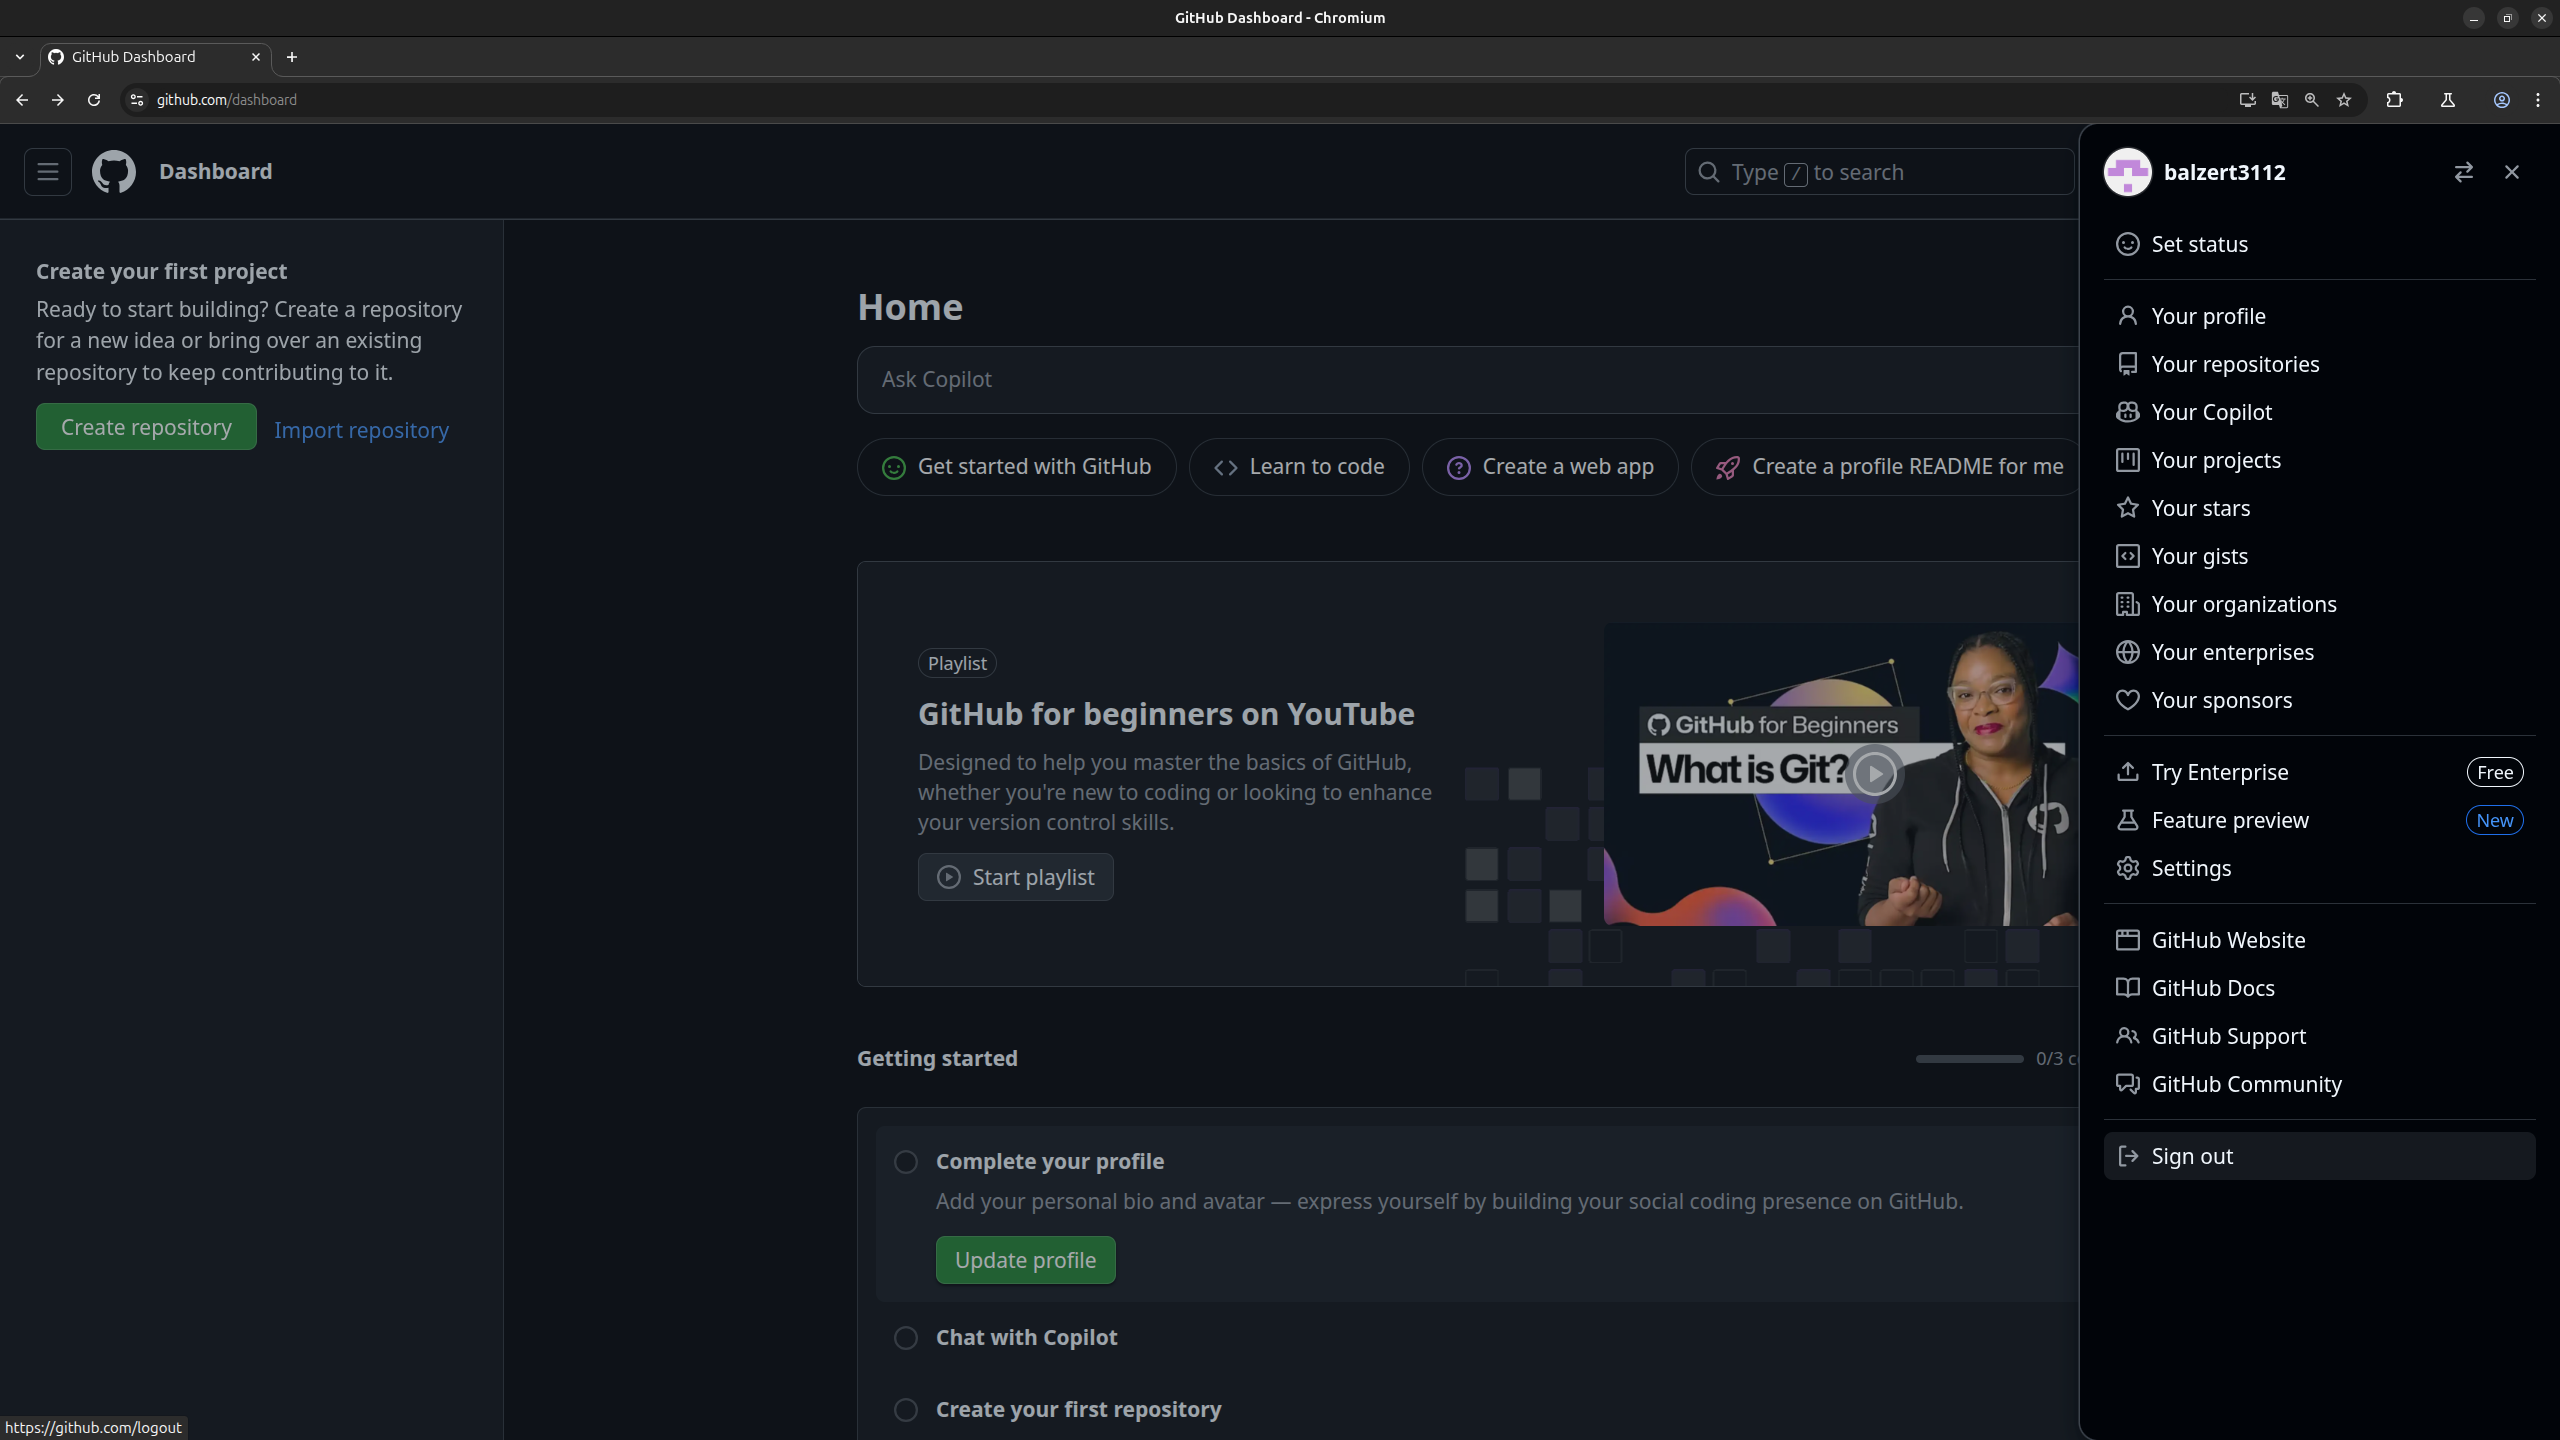 GitHub Dashboard - Chromium
GitHub Dashboard
github.com/dashboard
Dashboard
Type / to search
balzert3112
Set status
Your profile
Your repositories
Your Copilot
Your projects
Your stars
Your gists
Your organizations
Your enterprises
Your sponsors
Try Enterprise Free
Feature preview New
Settings
GitHub Website
GitHub Docs
GitHub Support
GitHub Community
Sign out
Create your first project
Ready to start building? Create a repository
for a new idea or bring over an existing
repository to keep contributing to it.
Create repository Import repository
Home
Ask Copilot
Get started with GitHub Learn to code Create a web app Create a profile README for me
Playlist
GitHub for beginners on YouTube
Designed to help you master the basics of GitHub,
whether you're new to coding or looking to enhance
your version control skills.
Start playlist
GitHub for Beginners
What is Git?
Getting started
0/3
Complete your profile
Add your personal bio and avatar — express yourself by building your social coding presence on GitHub.
Update profile
Chat with Copilot
Create your first repository
https://github.com/logout